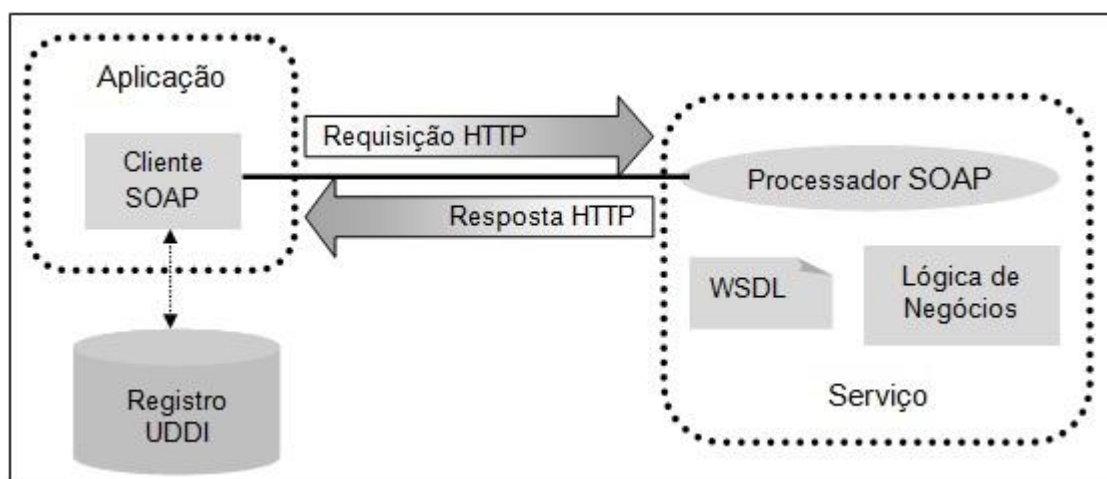 Aplicação
Cliente
SOAP
Requisição HTTP
Resposta HTTP
Processador SOAP
WSDL
Lógica de
Negócios
Serviço
Registro
UDDI